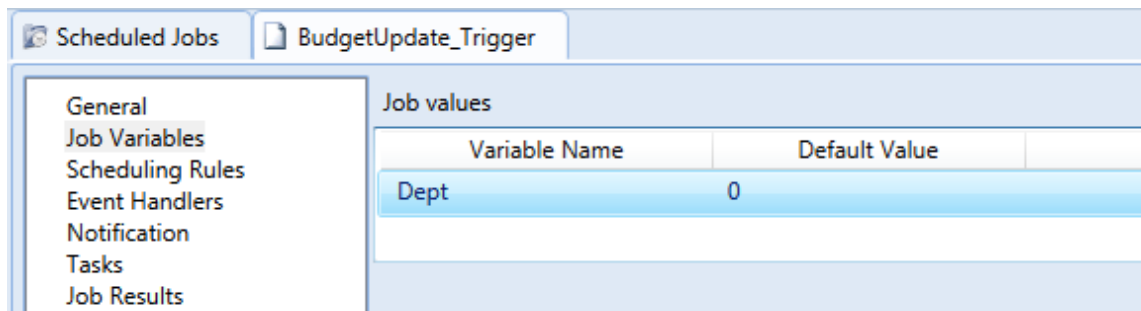 Scheduled Jobs BudgetUpdate_Trigger
General
Job Variables
Scheduling Rules
Event Handlers
Notification
Tasks
Job Results
Job values
Variable Name Default Value
Dept 0